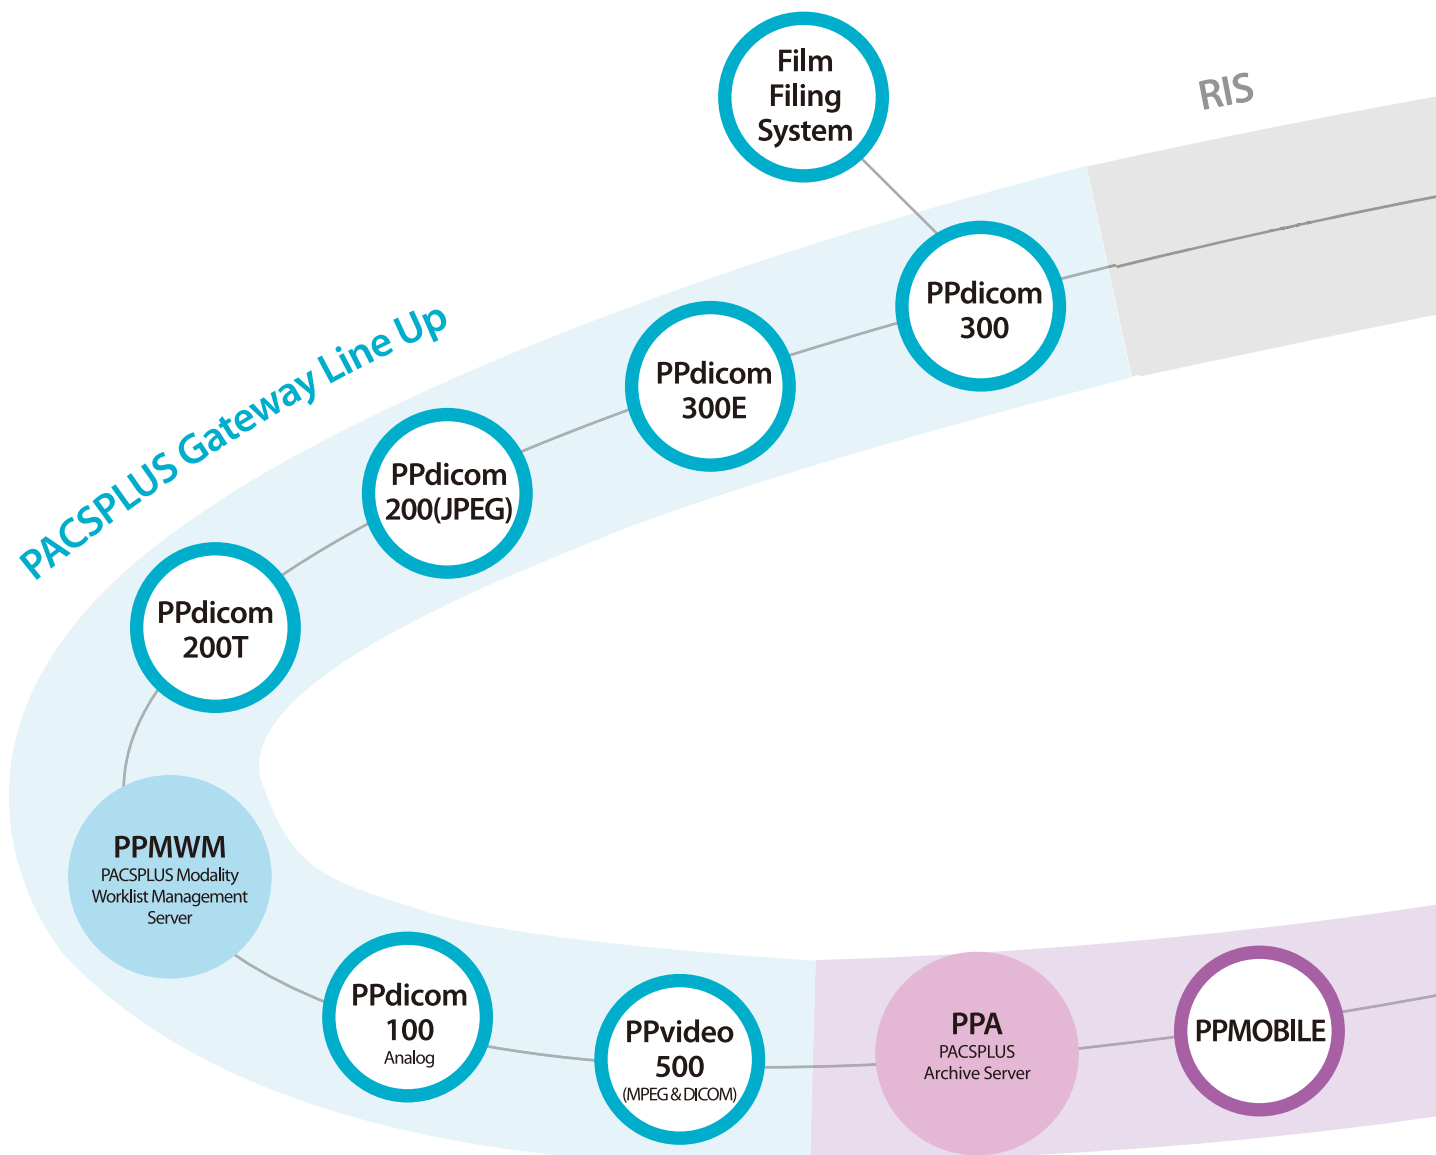 Film
Filing
System
RIS
PACSPLUS Gateway Line Up
PPdicom
300
PPdicom
300E
PPdicom
200(JPEG)
PPdicom
200T
PPMWM
PACSPLUS Modality
Worklist Management
Server
PPdicom
100
Analog
PPvideo
500
(MPEG & DICOM)
PPA
PACSPLUS
Archive Server
PPMOBILE